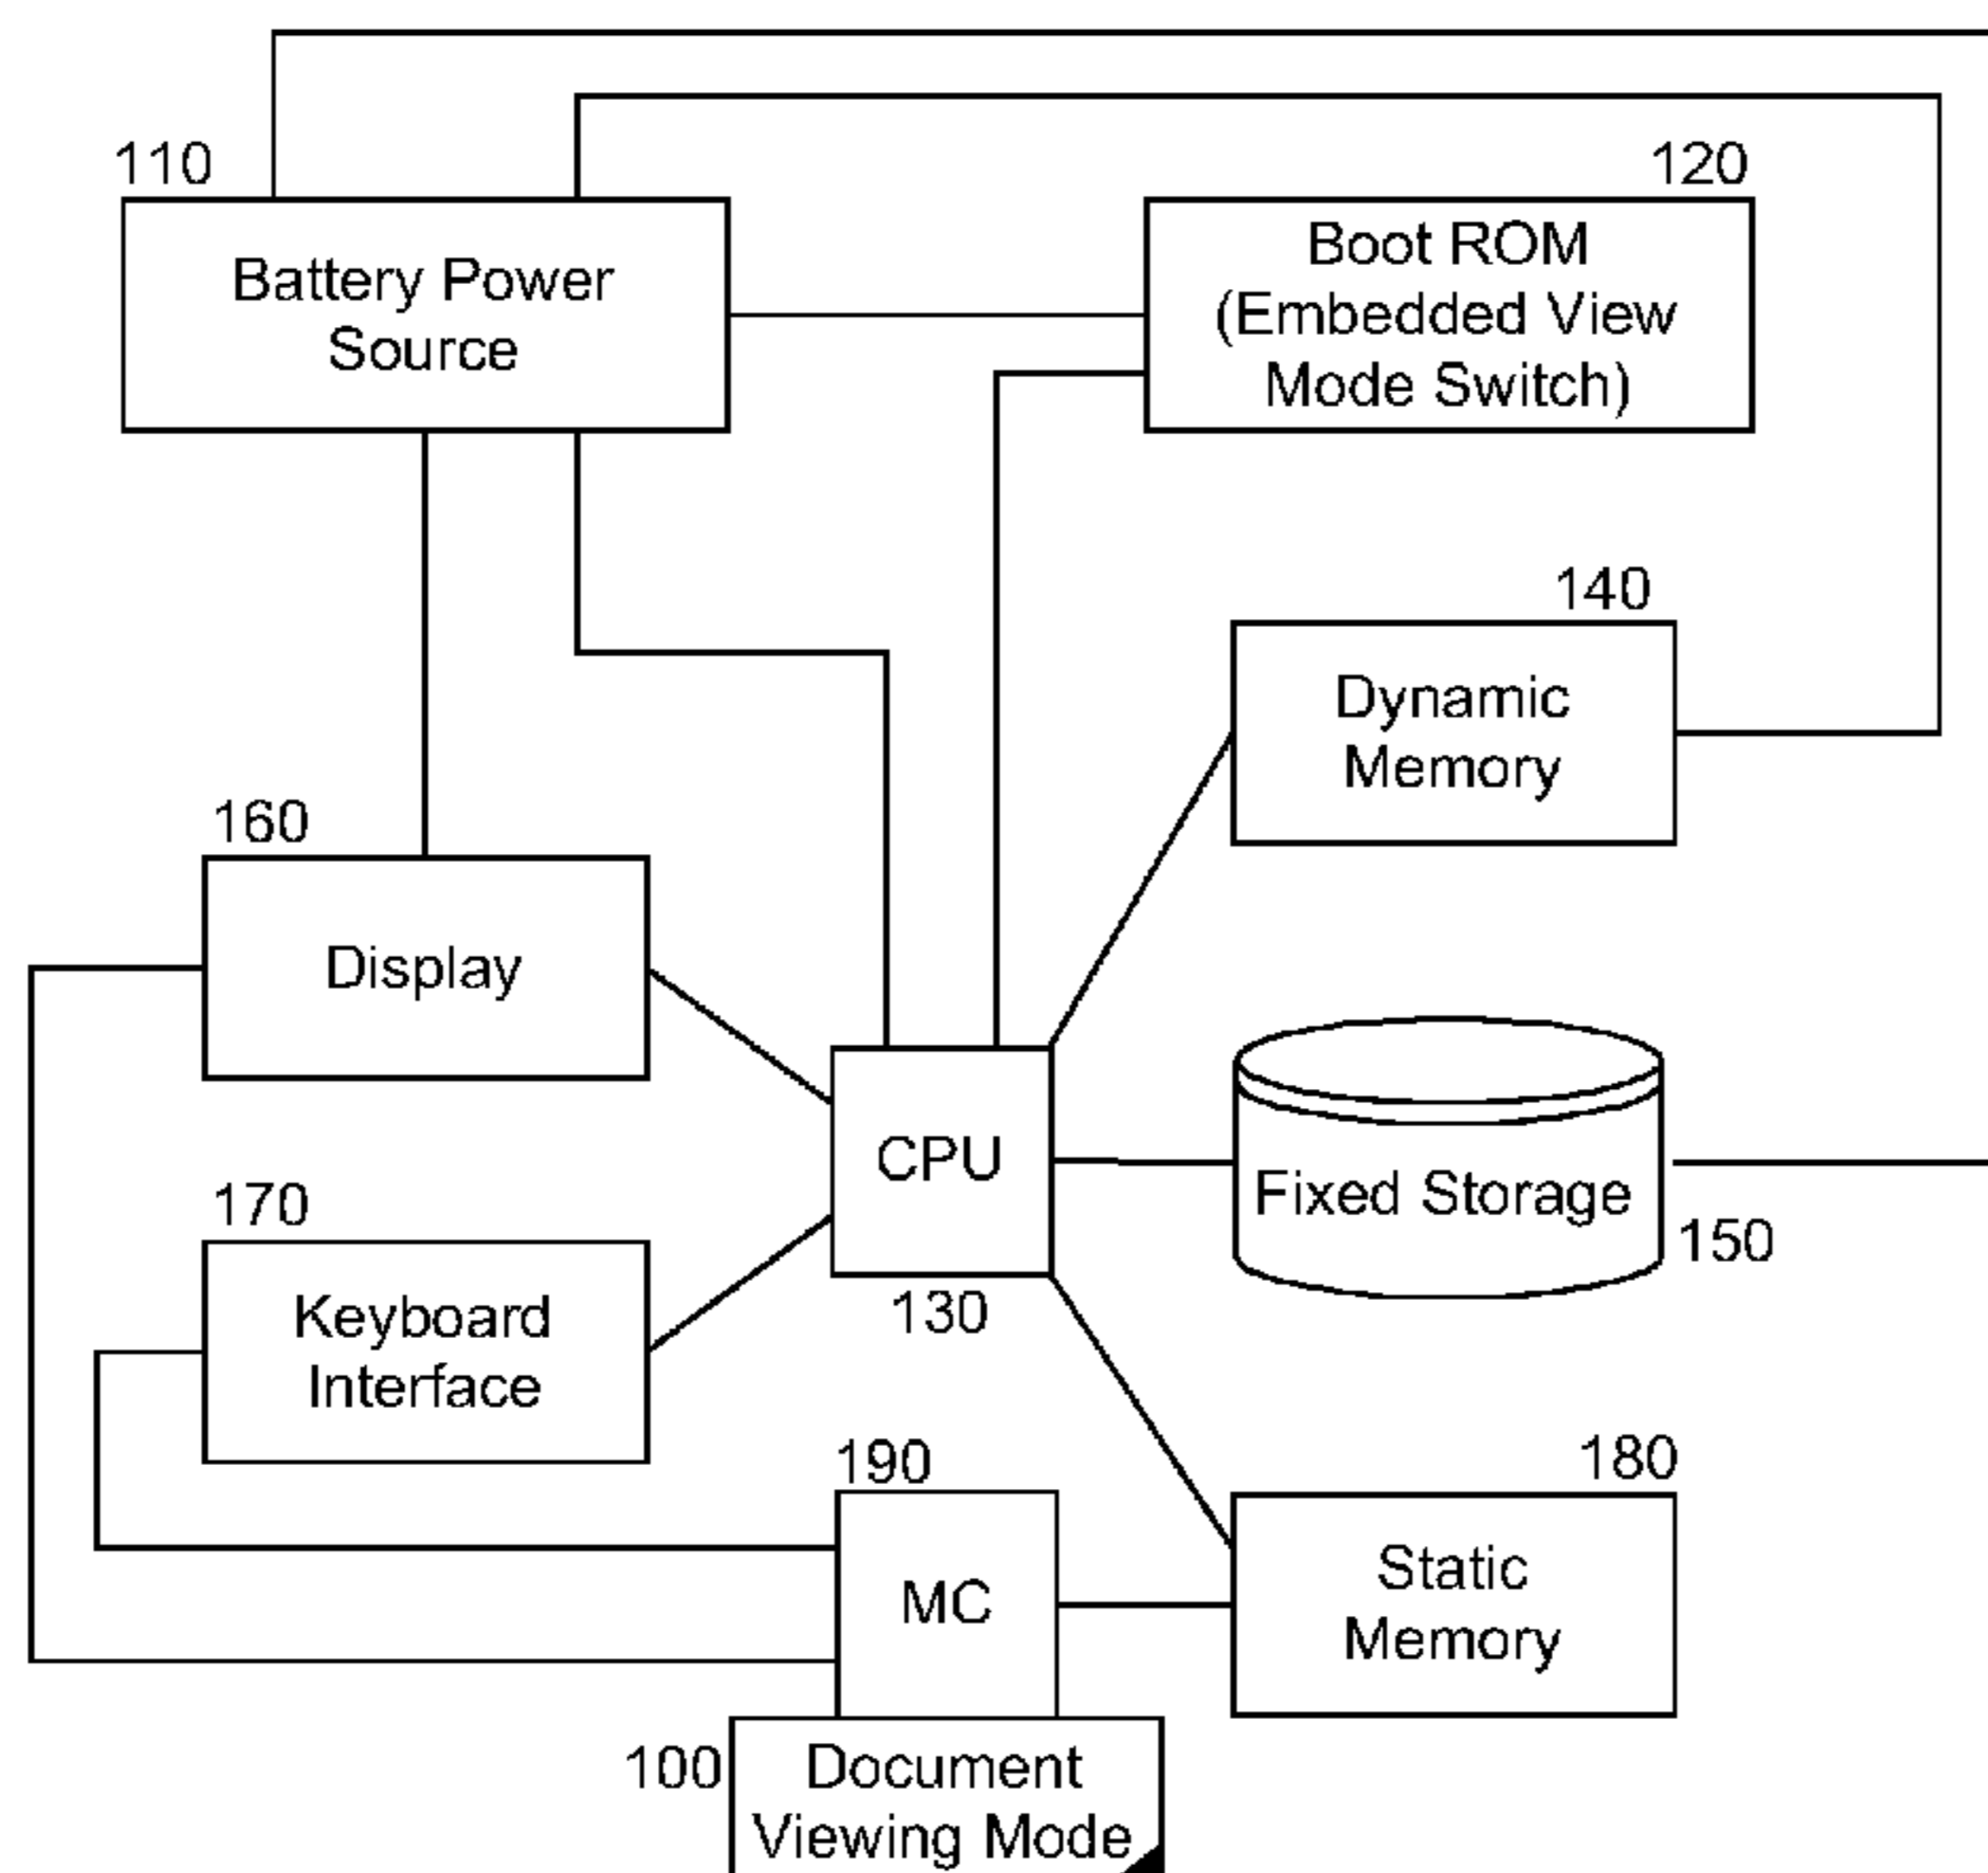 110
Battery Power
Source
120
Boot ROM
(Embedded View
Mode Switch)
140
Dynamic
Memory
160
Display
CPU
130
Fixed Storage
150
170
Keyboard
Interface
190
MC
180
Static
Memory
100
Document
Viewing Mode